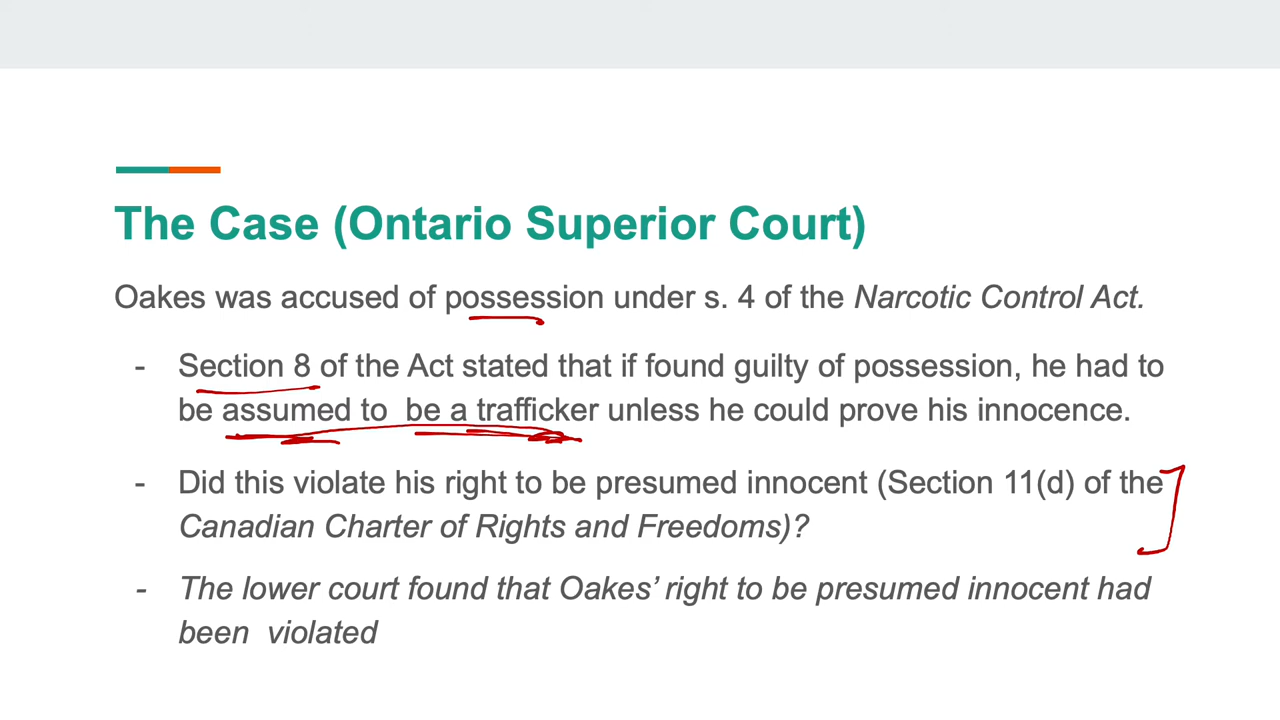 The Case (Ontario Superior Court)
Oakes was accused of possession under s. 4 of the Narcotic Control Act.
- Section 8 of the Act stated that if found guilty of possession, he had to
be assumed to be a trafficker unless he could prove his innocence.
- Did this violate his right to be presumed innocent (Section 11(d) of the
Canadian Charter of Rights and Freedoms)?
- The lower court found that Oakes’ right to be presumed innocent had
been violated